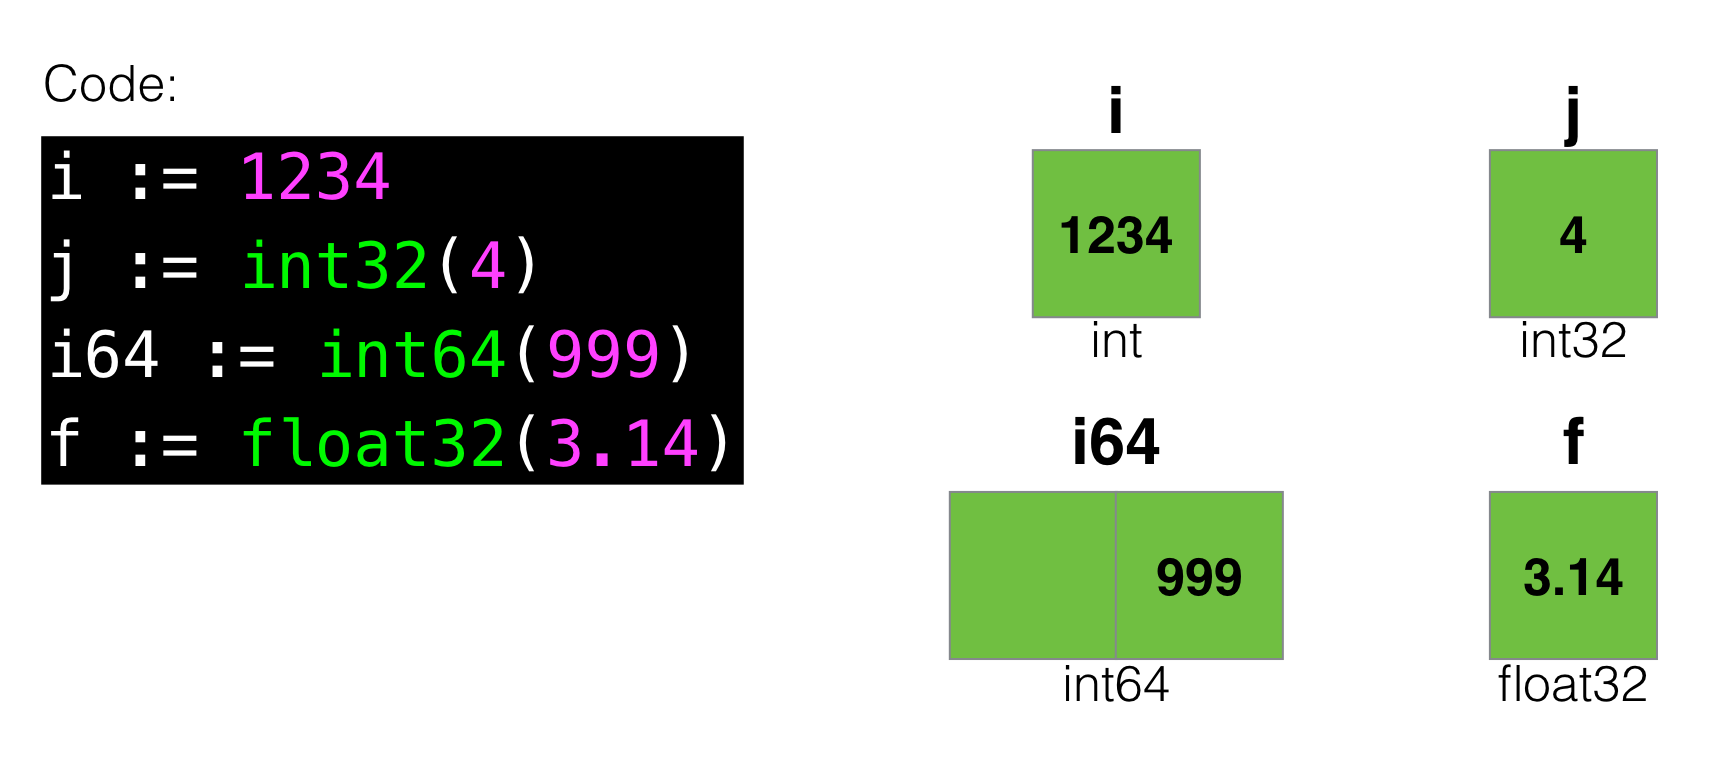 Code:
i := 1234
j := int32(4)
i64 := int64(999)
f := float32(3.14)
i
1234
int
j
4
int32
i64
999
int64
f
3.14
float32